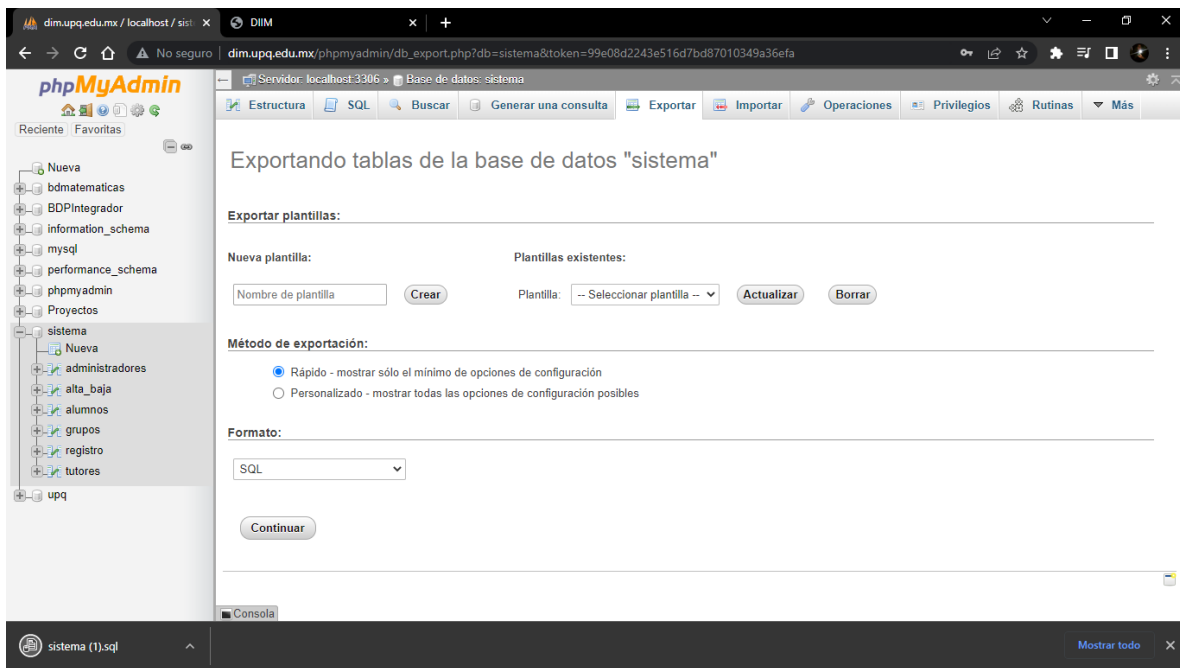 dim.upq.edu.mx / localhost / sist
DIIM
No seguro
dim.upq.edu.mx/phpmyadmin/db_export.php?db=sistema&token=99e08d2243e516d7bd87010349a36efa
phpMyAdmin
Reciente
Favoritas
Nueva
bdmatematicas
BDPIntegrador
information_schema
mysql
performance_schema
phpmyadmin
Proyectos
sistema
Nueva
administradores
alta_baja
alumnos
grupos
registro
tutores
upq
Servidor: localhost:3306 » Base de datos: sistema
Estructura
SQL
Buscar
Generar una consulta
Exportar
Importar
Operaciones
Privilegios
Rutinas
Más
Exportando tablas de la base de datos "sistema"
Exportar plantillas:
Nueva plantilla:
Nombre de plantilla
Crear
Plantillas existentes:
Plantilla:
-- Seleccionar plantilla --
Actualizar
Borrar
Método de exportación:
Rápido - mostrar sólo el mínimo de opciones de configuración
Personalizado - mostrar todas las opciones de configuración posibles
Formato:
SQL
Continuar
Consola
sistema (1).sql
Mostrar todo